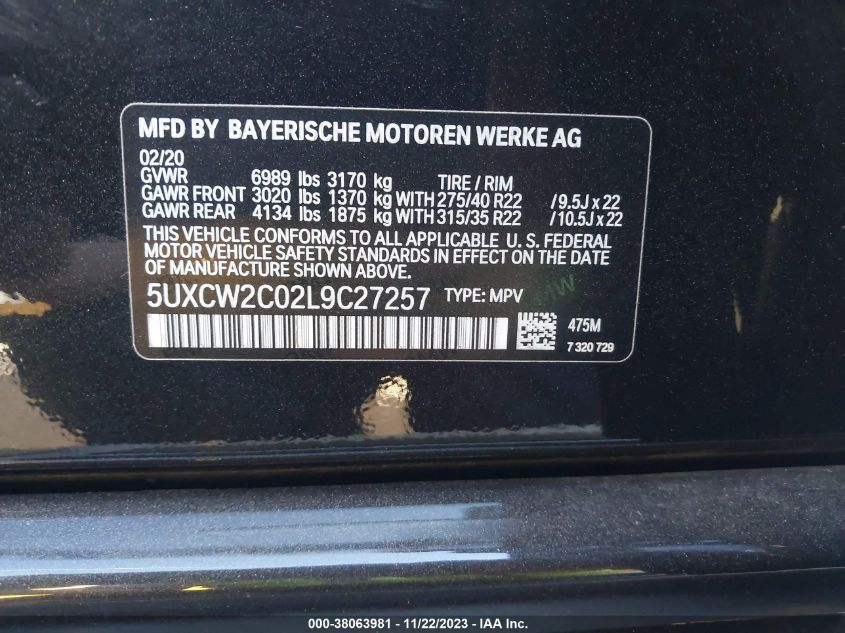 MFD BY BAYERISCHE MOTOREN WERKE AG
02/20
GVWR 6989 lbs 3170 kg TIRE / RIM
GAWR FRONT 3020 lbs 1370 kg WITH 275/40 R22 / 9.5J x 22
GAWR REAR 4134 lbs 1875 kg WITH 315/35 R22 / 10.5J x 22
THIS VEHICLE CONFORMS TO ALL APPLICABLE U. S. FEDERAL
MOTOR VEHICLE SAFETY STANDARDS IN EFFECT ON THE DATE
OF MANUFACTURE SHOWN ABOVE.
5UXCW2C02L9C27257 TYPE: MPV
475M
7 320 729
000-38063981 - 11/22/2023 - IAA Inc.